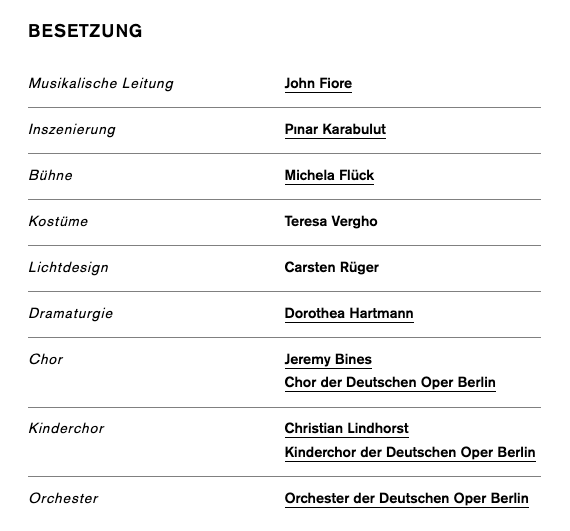 BESETZUNG
Musikalische Leitung John Fiore
Inszenierung Pınar Karabulut
Bühne Michela Flück
Kostüme Teresa Vergho
Lichtdesign Carsten Rüger
Dramaturgie Dorothea Hartmann
Chor Jeremy Bines
Chor der Deutschen Oper Berlin
Kinderchor Christian Lindhorst
Kinderchor der Deutschen Oper Berlin
Orchester Orchester der Deutschen Oper Berlin